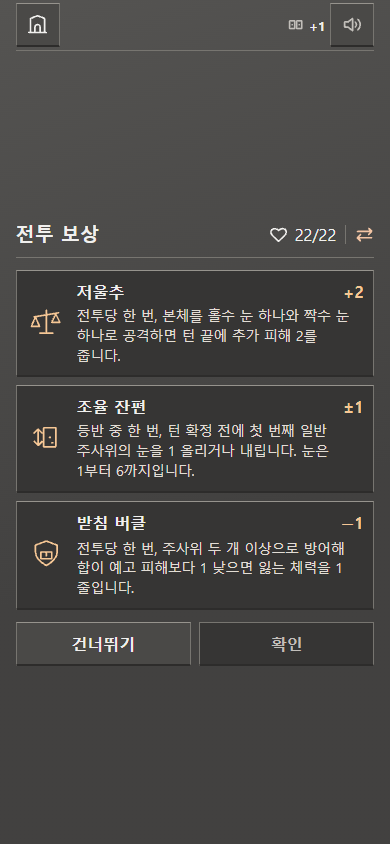 +1
전투 보상
22/22
저울추
+2
전투당 한 번, 본체를 홀수 눈 하나와 짝수 눈
하나로 공격하면 턴 끝에 추가 피해 2를
줍니다.
조율 잔편
±1
등반 중 한 번, 턴 확정 전에 첫 번째 일반
주사위의 눈을 1 올리거나 내립니다. 눈은
1부터 6까지입니다.
받침 버클
−1
전투당 한 번, 주사위 두 개 이상으로 방어해
합이 예고 피해보다 1 낮으면 잃는 체력을 1
줄입니다.
건너뛰기
확인